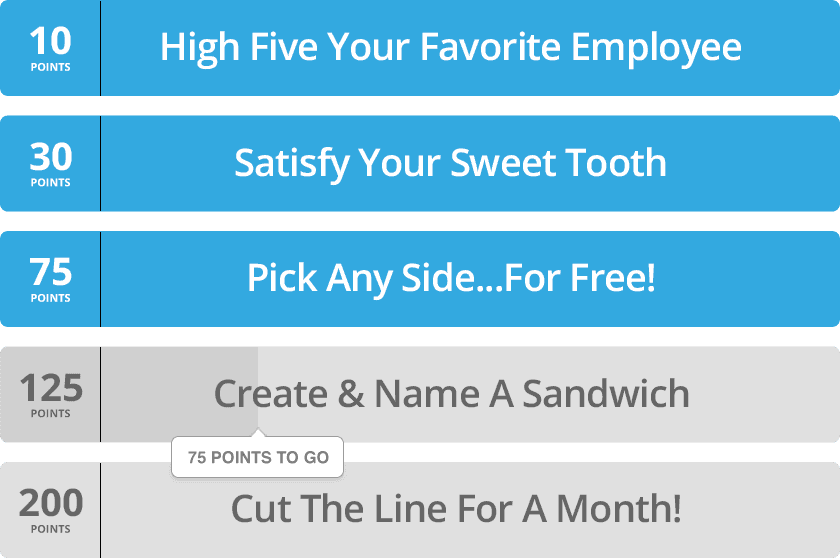 10
POINTS
High Five Your Favorite Employee
30
POINTS
Satisfy Your Sweet Tooth
75
POINTS
Pick Any Side...For Free!
125
POINTS
Create & Name A Sandwich
75 POINTS TO GO
200
POINTS
Cut The Line For A Month!